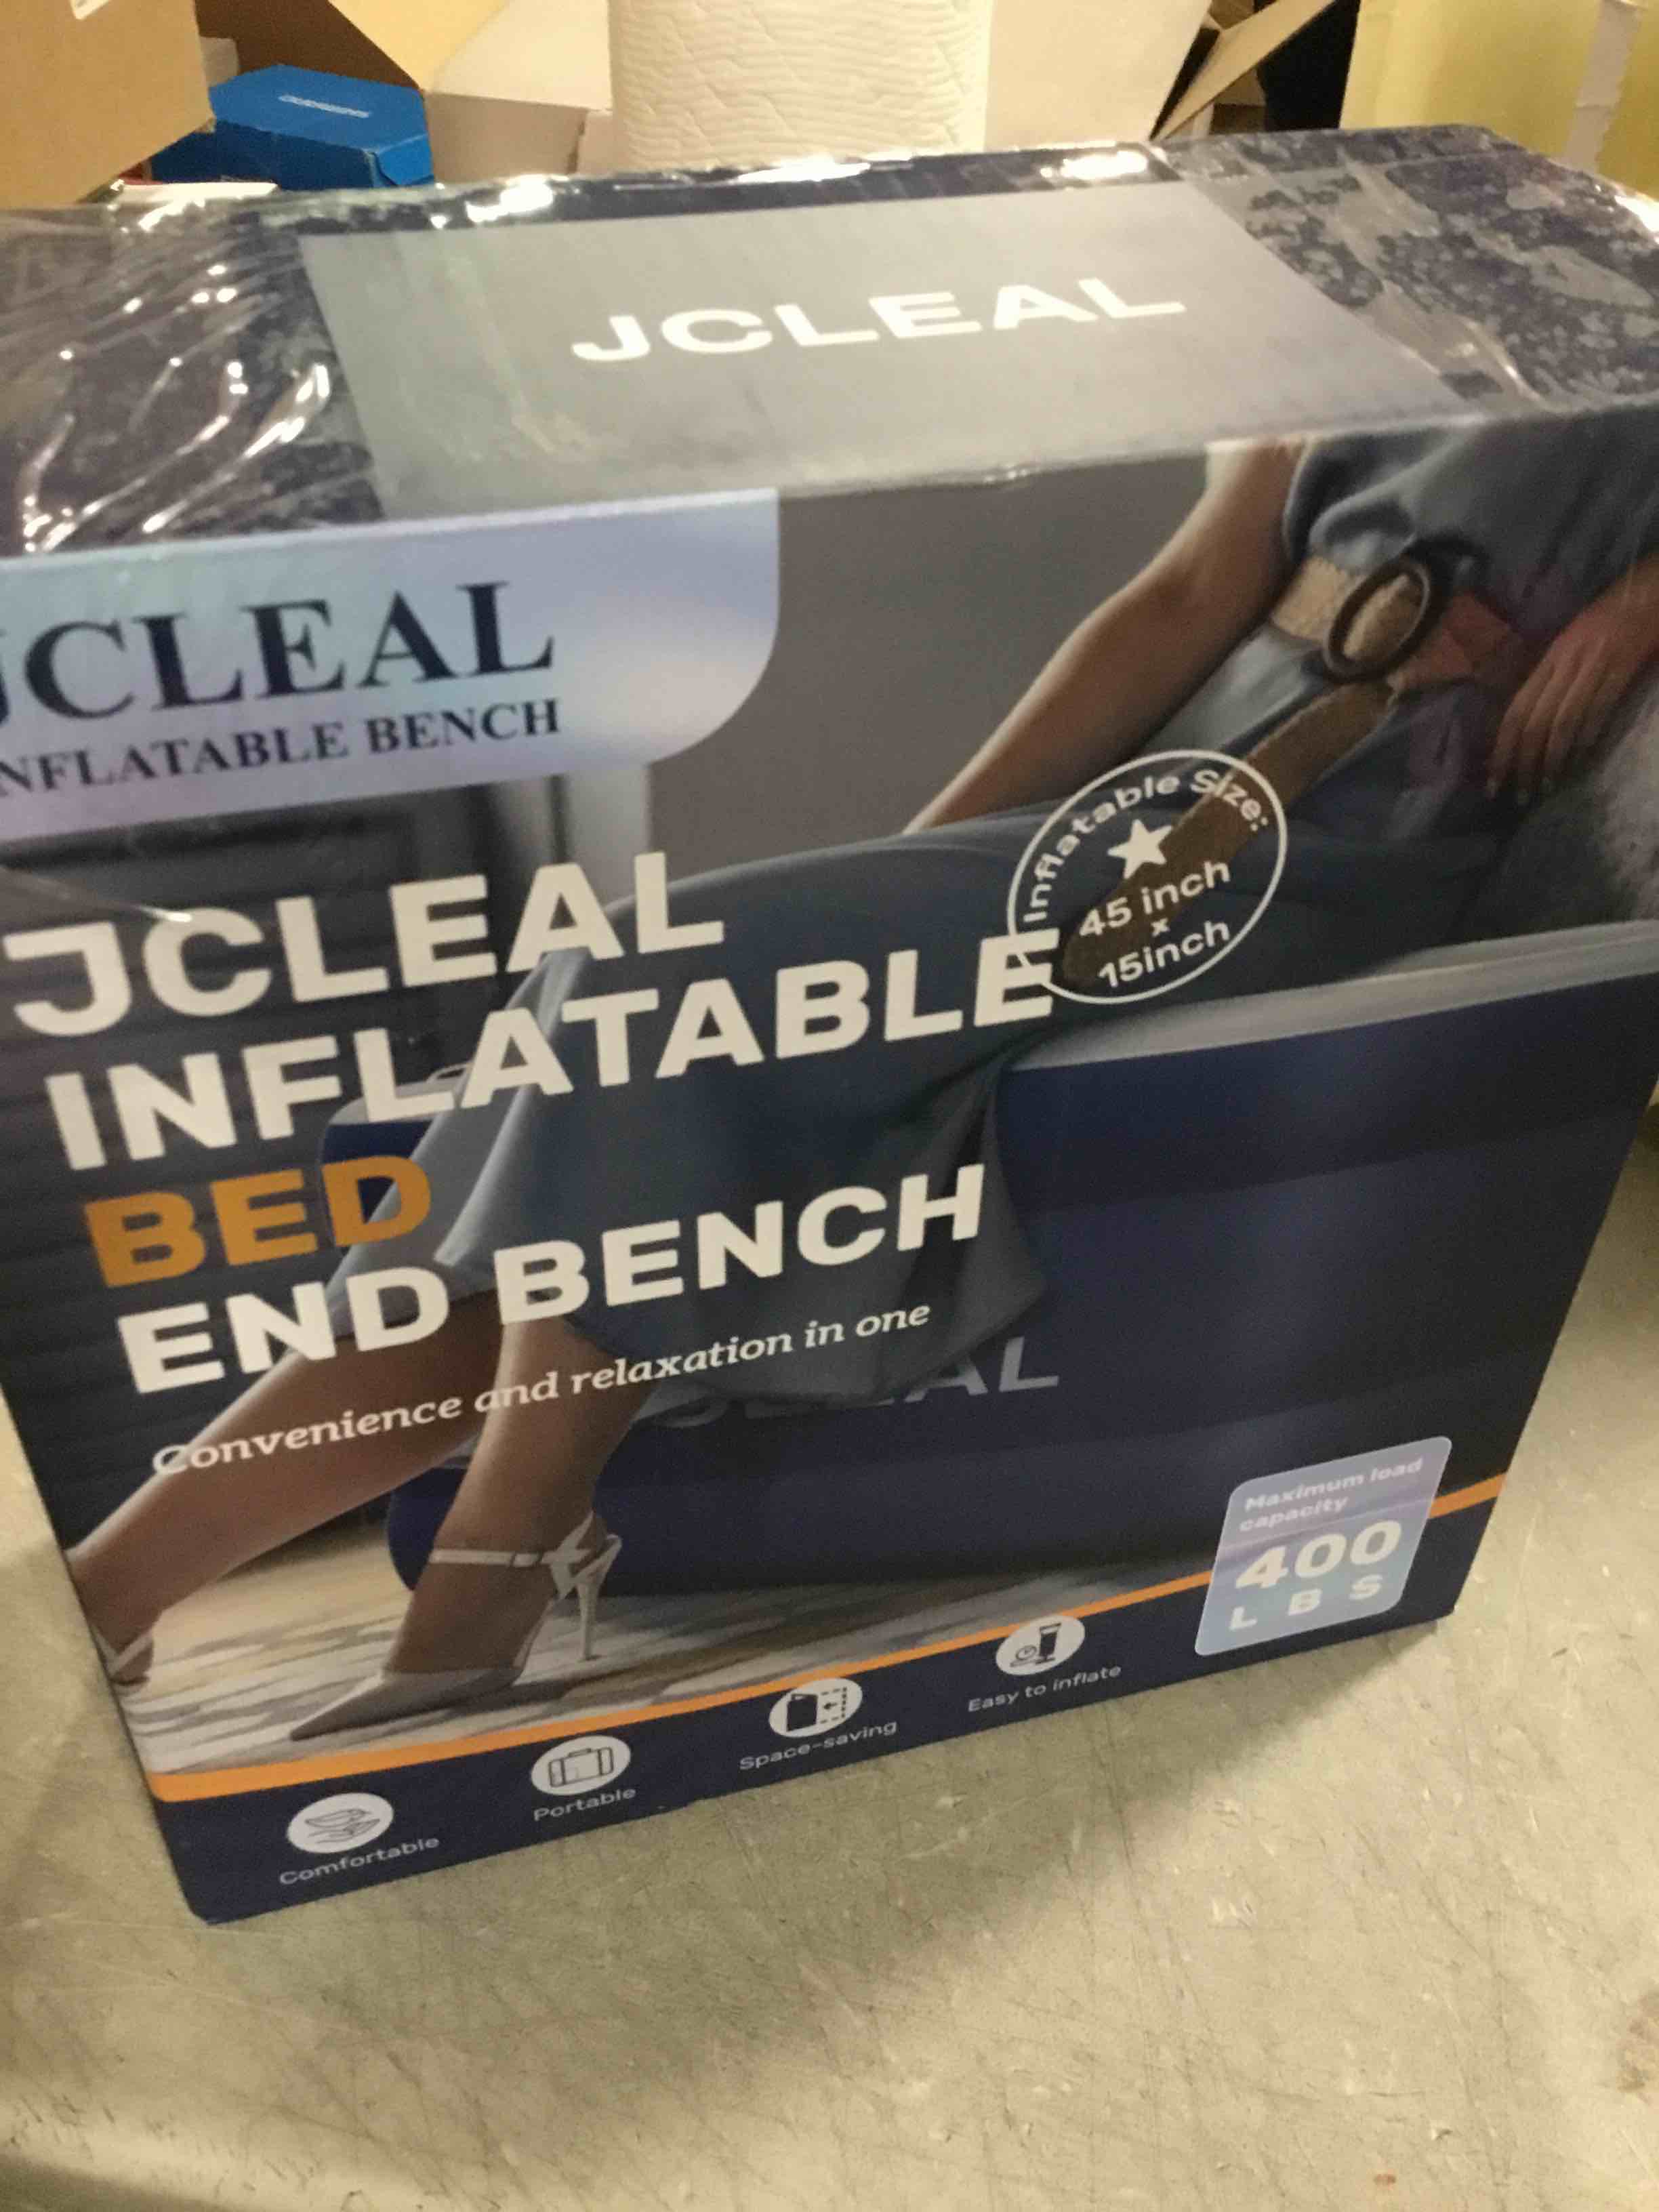 JCLEAL
JCLEAL
INFLATABLE BENCH
Inflatable Size:
45 inch
x
15inch
JCLEAL
INFLATABLE
BED
END BENCH
Convenience and relaxation in one
Maximum load
capacity
400
LBS
Easy to inflate
Space-saving
Portable
Comfortable